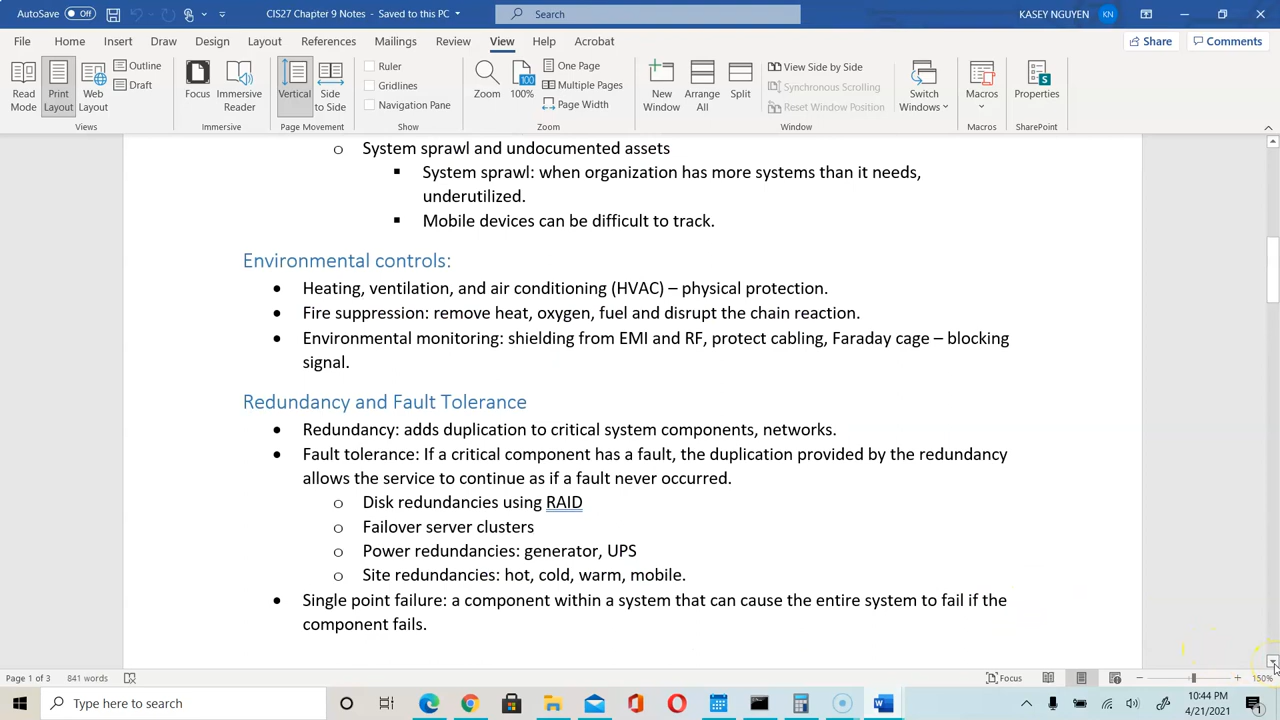 AutoSave Off CIS27 Chapter 9 Notes - Saved to this PC Search KASEY NGUYEN KN
File Home Insert Draw Design Layout References Mailings Review View Help Acrobat Share Comments
Read Mode Print Layout Web Layout Outline Draft Focus Immersive Reader Vertical Side to Side Ruler Gridlines Navigation Pane Zoom 100 100% One Page Multiple Pages Page Width New Window Arrange All Split View Side by Side Synchronous Scrolling Reset Window Position Switch Windows Macros Properties
Views Immersive Page Movement Show Zoom Window Macros SharePoint
o System sprawl and undocumented assets
▪ System sprawl: when organization has more systems than it needs,
underutilized.
▪ Mobile devices can be difficult to track.
Environmental controls:
• Heating, ventilation, and air conditioning (HVAC) – physical protection.
• Fire suppression: remove heat, oxygen, fuel and disrupt the chain reaction.
• Environmental monitoring: shielding from EMI and RF, protect cabling, Faraday cage – blocking
signal.
Redundancy and Fault Tolerance
• Redundancy: adds duplication to critical system components, networks.
• Fault tolerance: If a critical component has a fault, the duplication provided by the redundancy
allows the service to continue as if a fault never occurred.
o Disk redundancies using RAID
o Failover server clusters
o Power redundancies: generator, UPS
o Site redundancies: hot, cold, warm, mobile.
• Single point failure: a component within a system that can cause the entire system to fail if the
component fails.
Page 1 of 3 841 words Focus 150%
Type here to search 10:44 PM
4/21/2021